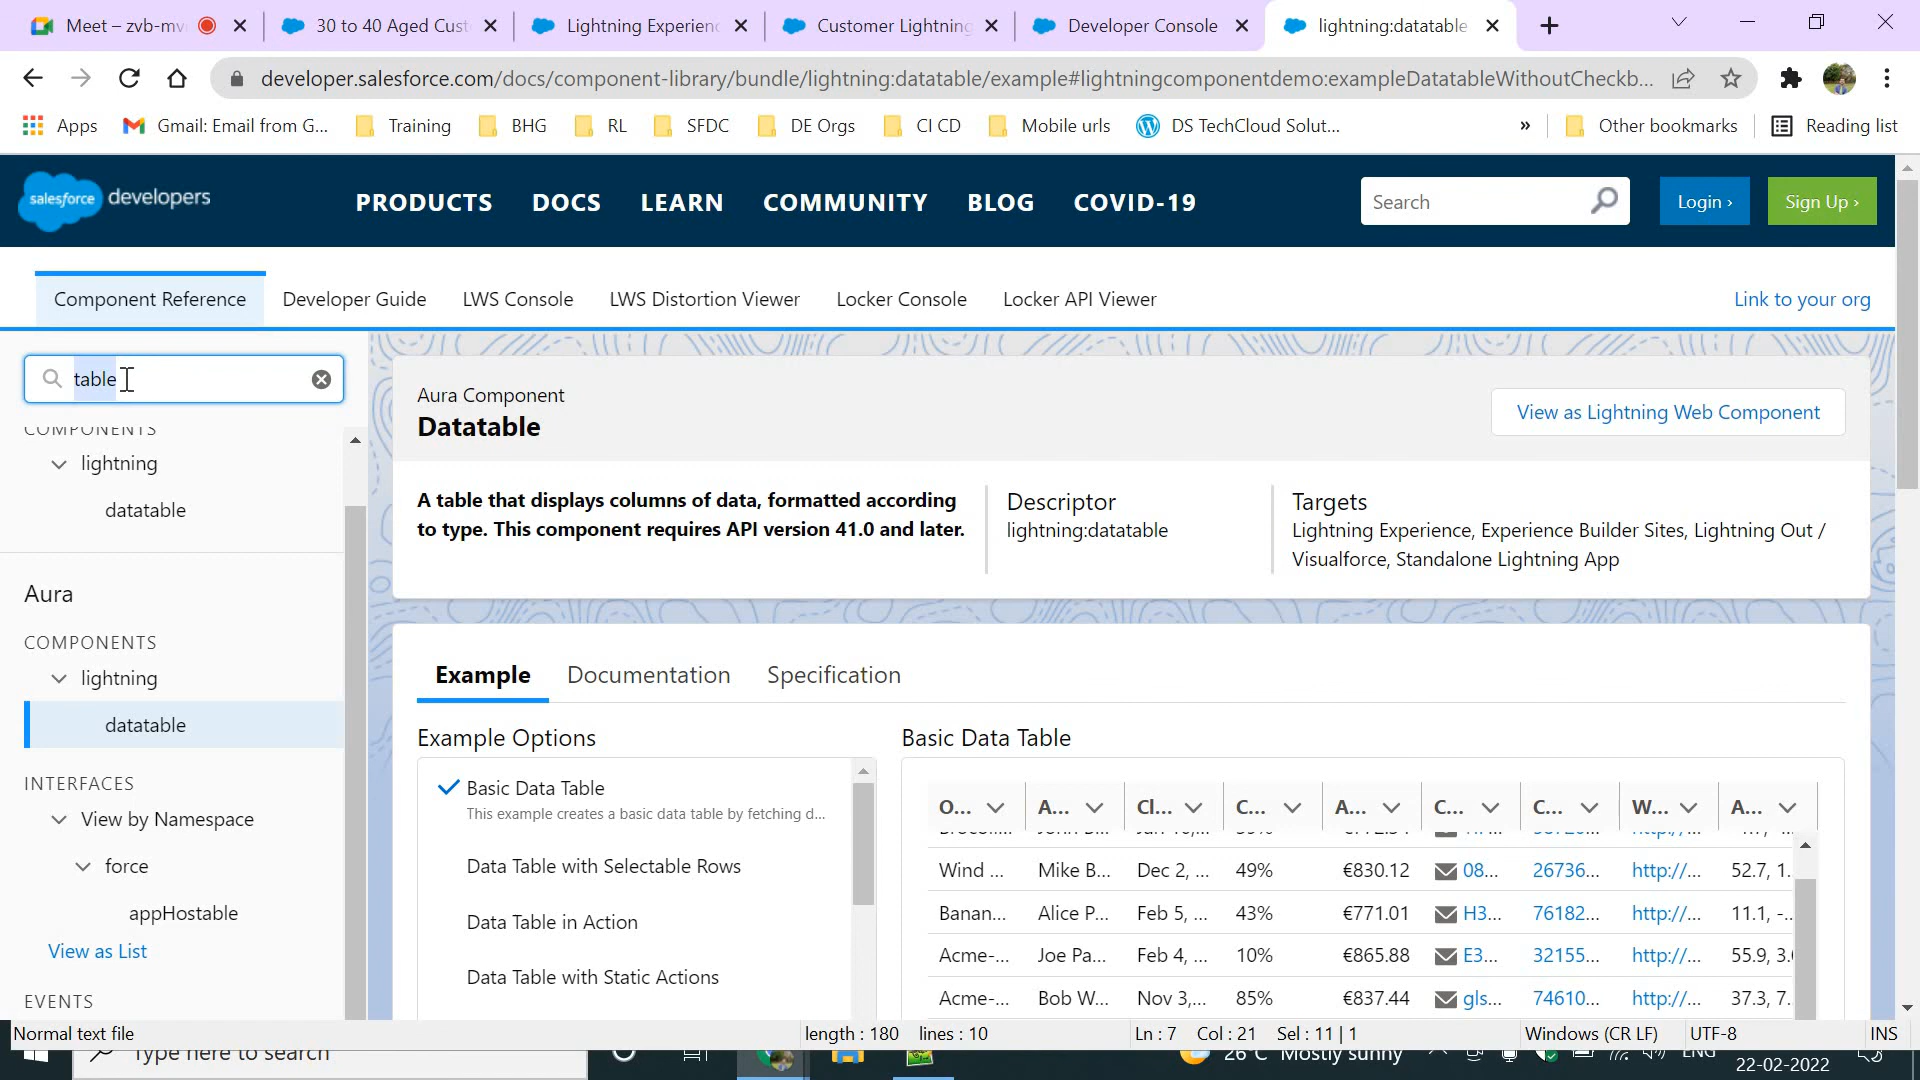 Meet – zvb-mv
30 to 40 Aged Cust
Lightning Experienc
Customer Lightning
Developer Console
lightning:datatable
developer.salesforce.com/docs/component-library/bundle/lightning:datatable/example#lightningcomponentdemo:exampleDatatableWithoutCheckb...
Apps
Gmail: Email from G...
Training
BHG
RL
SFDC
DE Orgs
CI CD
Mobile urls
DS TechCloud Solut...
»
Other bookmarks
Reading list
salesforce developers
PRODUCTS
DOCS
LEARN
COMMUNITY
BLOG
COVID-19
Search
Login ›
Sign Up ›
Component Reference
Developer Guide
LWS Console
LWS Distortion Viewer
Locker Console
Locker API Viewer
Link to your org
table
COMPONENTS
lightning
datatable
Aura
COMPONENTS
lightning
datatable
INTERFACES
View by Namespace
force
appHostable
View as List
EVENTS
Aura Component
Datatable
View as Lightning Web Component
A table that displays columns of data, formatted according
to type. This component requires API version 41.0 and later.
Descriptor
lightning:datatable
Targets
Lightning Experience, Experience Builder Sites, Lightning Out /
Visualforce, Standalone Lightning App
Example
Documentation
Specification
Example Options
Basic Data Table
This example creates a basic data table by fetching d...
Data Table with Selectable Rows
Data Table in Action
Data Table with Static Actions
Basic Data Table
O... A... Cl... C... A... C... C... W... A...
Wind ... Mike B... Dec 2, ... 49% €830.12 08... 26736... http://... 52.7, 1.
Banan... Alice P... Feb 5, ... 43% €771.01 H3... 76182... http://... 11.1, -..
Acme-... Joe Pa... Feb 4, ... 10% €865.88 E3... 32155... http://... 55.9, 3.
Acme-... Bob W... Nov 3,... 85% €837.44 gls... 74610... http://... 37.3, 7.
Normal text file
length : 180 lines : 10
Ln : 7 Col : 21 Sel : 11 | 1
Windows (CR LF)
UTF-8
INS
Type here to search
26°C Mostly sunny
ENG
22-02-2022